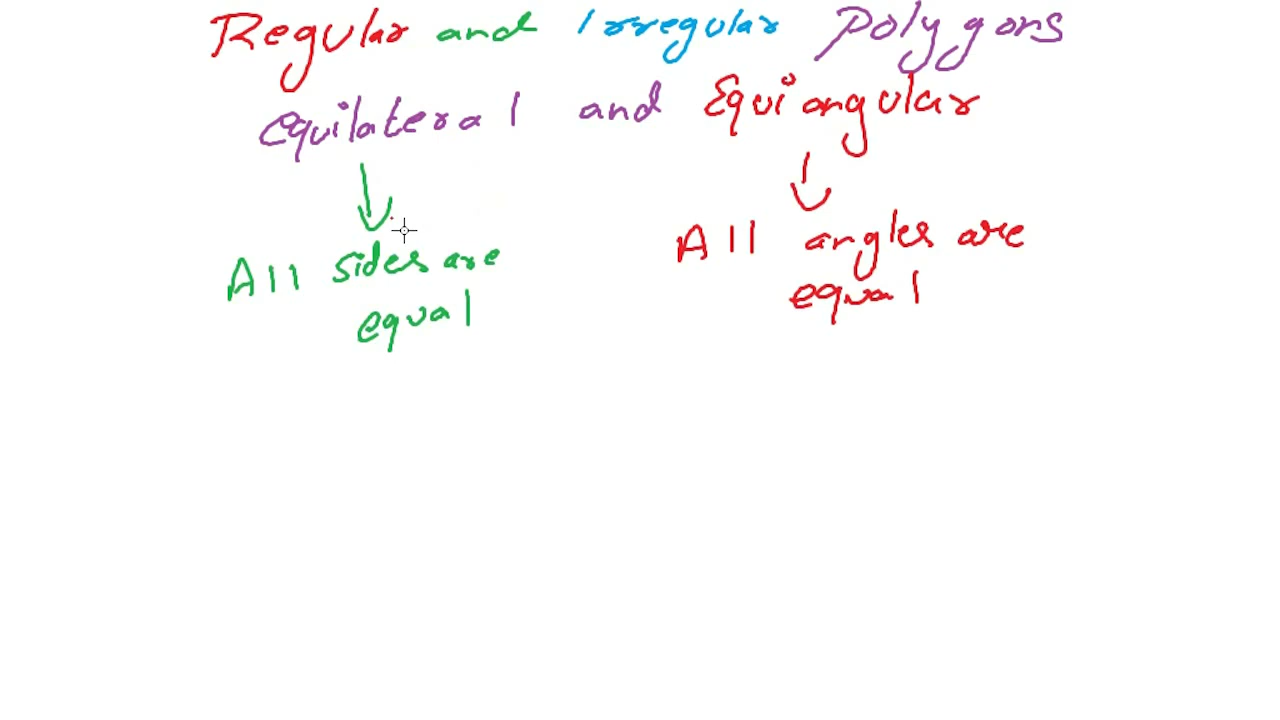 Regular and Irregular Polygons
equilateral and Equiangular
All sides are
equal
All angles are
equal